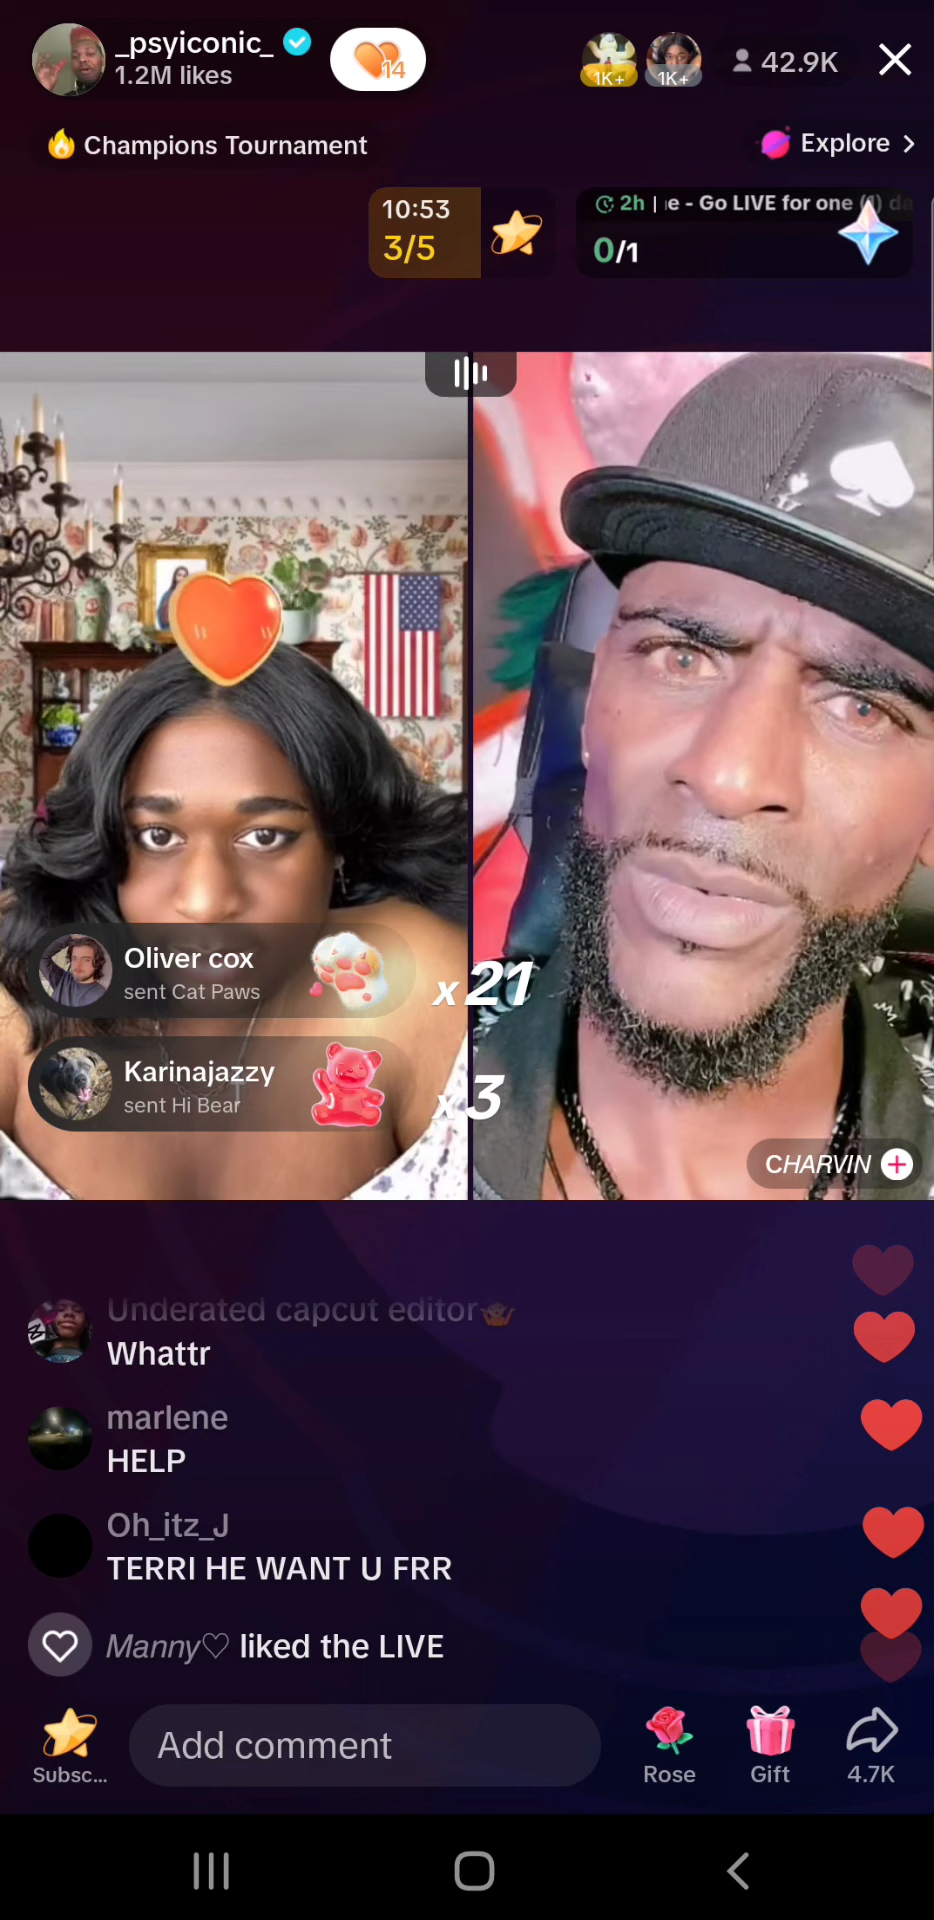 _psyiconic_
1.2M likes
14
1K+
1K+
42.9K
Champions Tournament
Explore >
10:53
3/5
2h | e - Go LIVE for one (1) da
0/1
Oliver cox
sent Cat Paws
x21
Karinajazzy
sent Hi Bear
x3
CHARVIN
Underated capcut editor
Whattr
marlene
HELP
Oh_itz_J
TERRI HE WANT U FRR
Manny♡ liked the LIVE
Subsc...
Add comment
Rose
Gift
4.7K